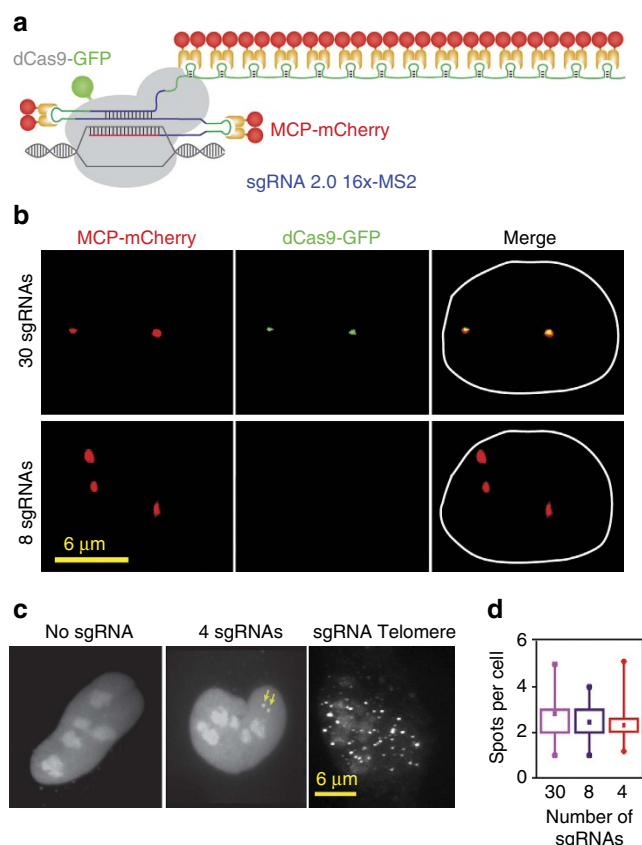 a
dCas9-GFP
MCP-mCherry
sgRNA 2.0 16x-MS2
b
MCP-mCherry dCas9-GFP Merge
30 sgRNAs
8 sgRNAs
6 μm
c
No sgRNA 4 sgRNAs sgRNA Telomere
6 μm
d
Spots per cell
6
4
2
0
30 8 4
Number of
sgRNAs